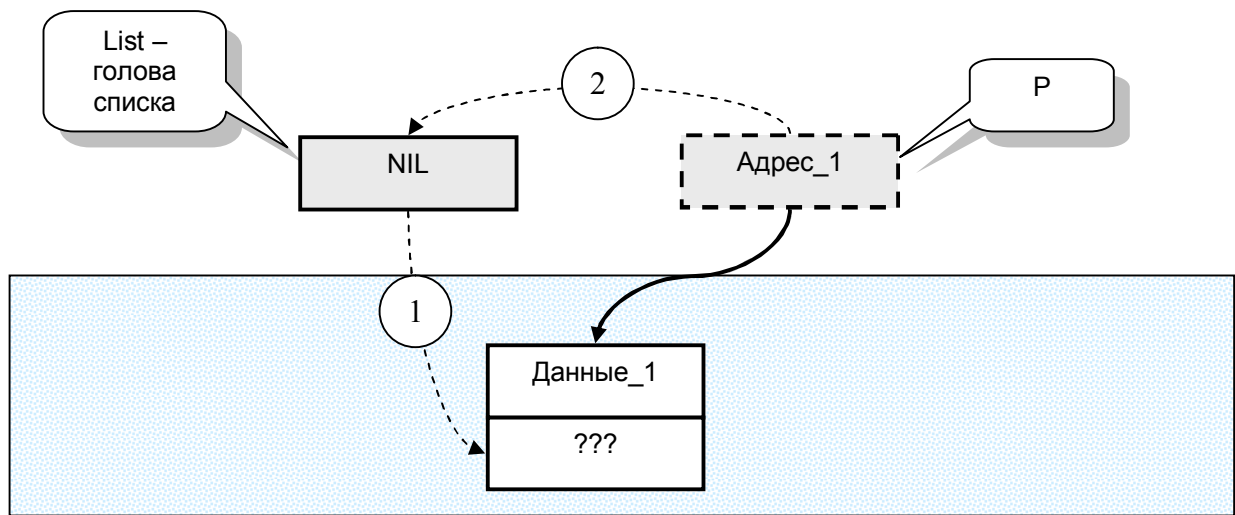 List –
голова
списка
2
P
NIL
Адрес_1
1
Данные_1
???